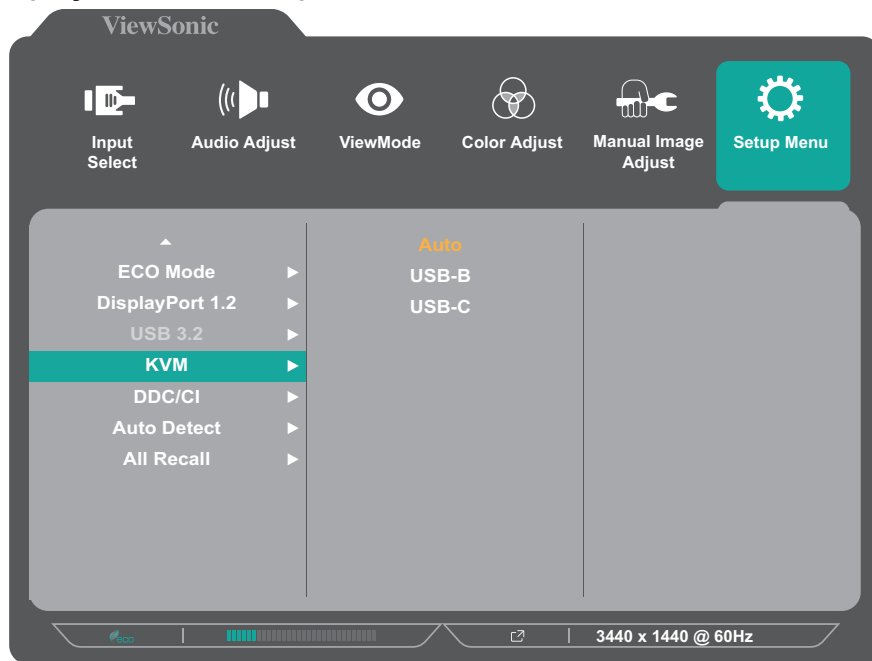 ViewSonic
Input
Select
Audio Adjust
ViewMode
Color Adjust
Manual Image
Adjust
Setup Menu
ECO Mode
DisplayPort 1.2
USB 3.2
KVM
DDC/CI
Auto Detect
All Recall
Auto
USB-B
USB-C
eco
3440 x 1440 @ 60Hz